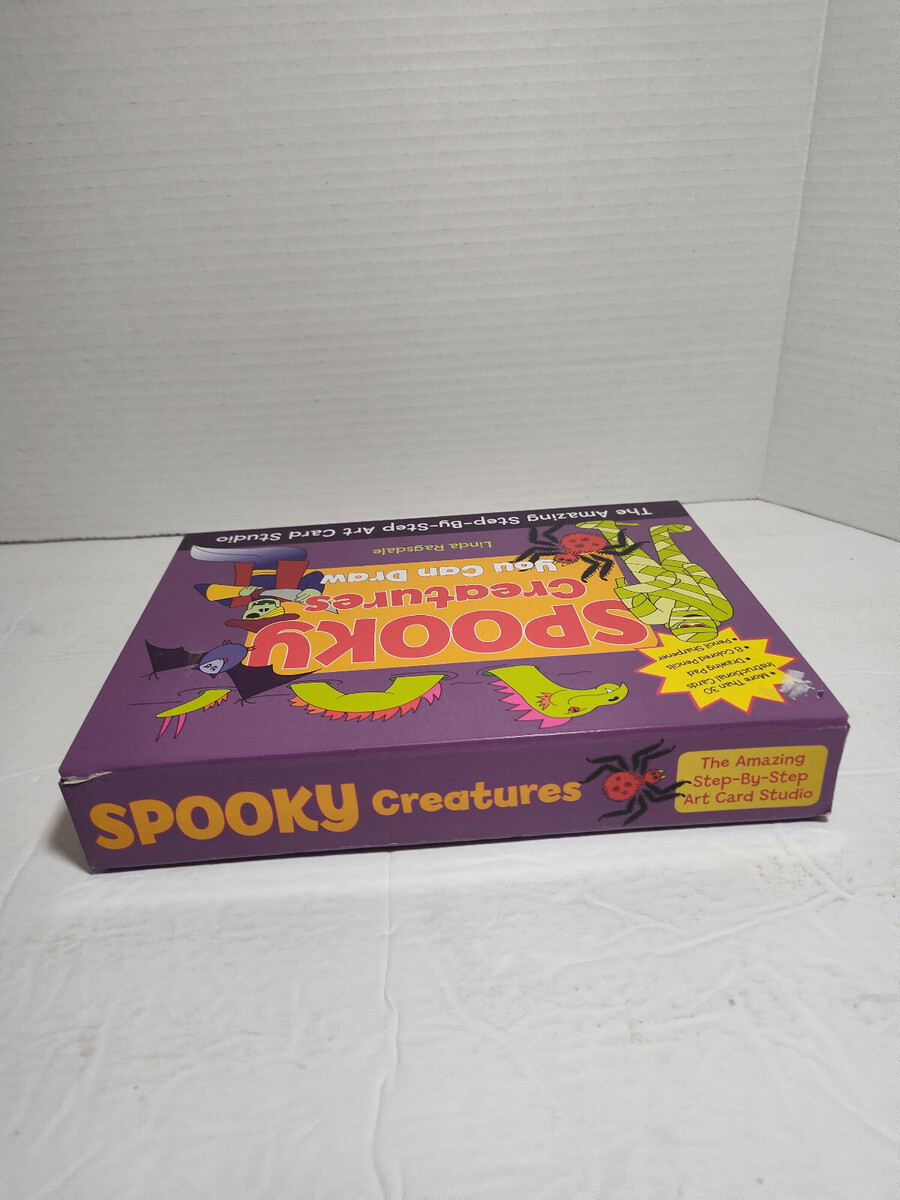 The Amazing Step-By-Step Art Card Studio
Linda Ragsdale
SPOOKY
Creatures
You Can Draw
• More Than 30
Instructional Cards
• Drawing Pad
• 8 Colored Pencils
• Pencil Sharpener
SPOOKY Creatures
The Amazing
Step-By-Step
Art Card Studio